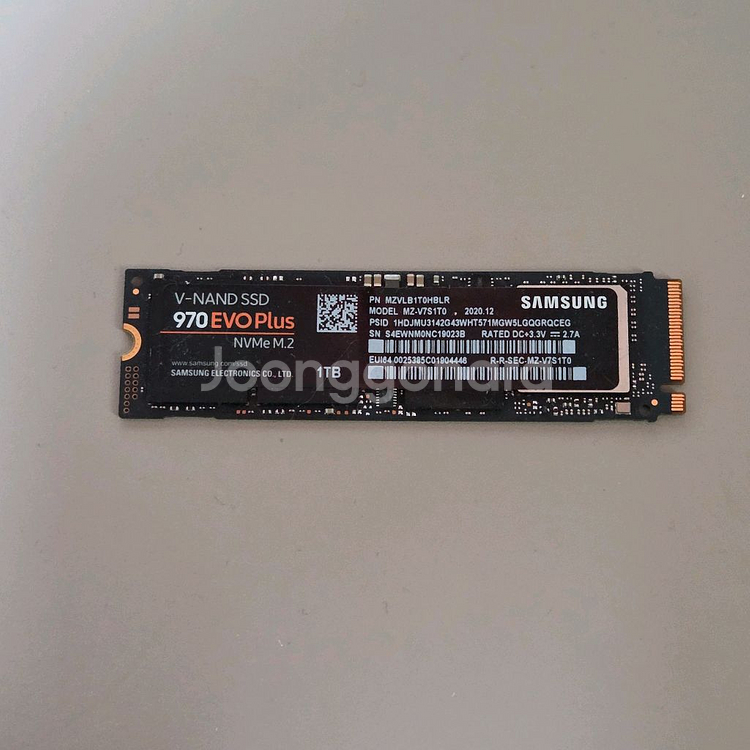 V-NAND SSD
970 EVO Plus
NVMe M.2
www.samsung.com/ssd
SAMSUNG ELECTRONICS CO., LTD.
1TB
PN MZVLB1T0HBLR
MODEL MZ-V7S1T0 , 2020.12
PSID 1HDJMU3142G43WHT571MGW5LGQGRQCEG
SN S4EWNM0NC19023B RATED DC+3.3V ⎓ 2.7A
EUI64 0025385C01904446 R-R-SEC-MZ-V7S1T0
SAMSUNG
Joonggonara